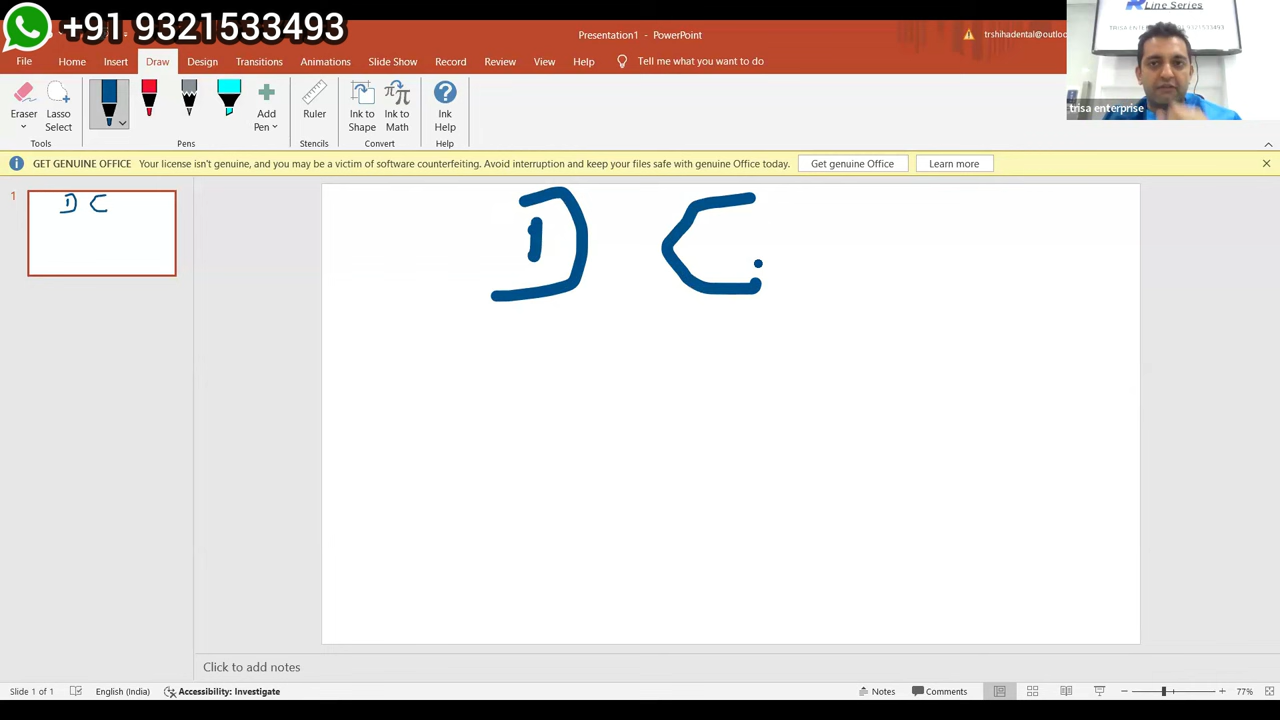 +91 9321533493
Presentation1 - PowerPoint
trshihadental@outloo
Line Series
File Home Insert Draw Design Transitions Animations Slide Show Record Review View Help Tell me what you want to do
Eraser
Lasso Select
Add Pen
Ruler
Ink to Shape
Ink to Math
Ink Help
Tools
Pens
Stencils
Convert
Help
trisa enterprise
GET GENUINE OFFICE Your license isn't genuine, and you may be a victim of software counterfeiting. Avoid interruption and keep your files safe with genuine Office today. Get genuine Office Learn more
1
D C
D C
Click to add notes
Slide 1 of 1 English (India) Accessibility: Investigate Notes Comments 77%